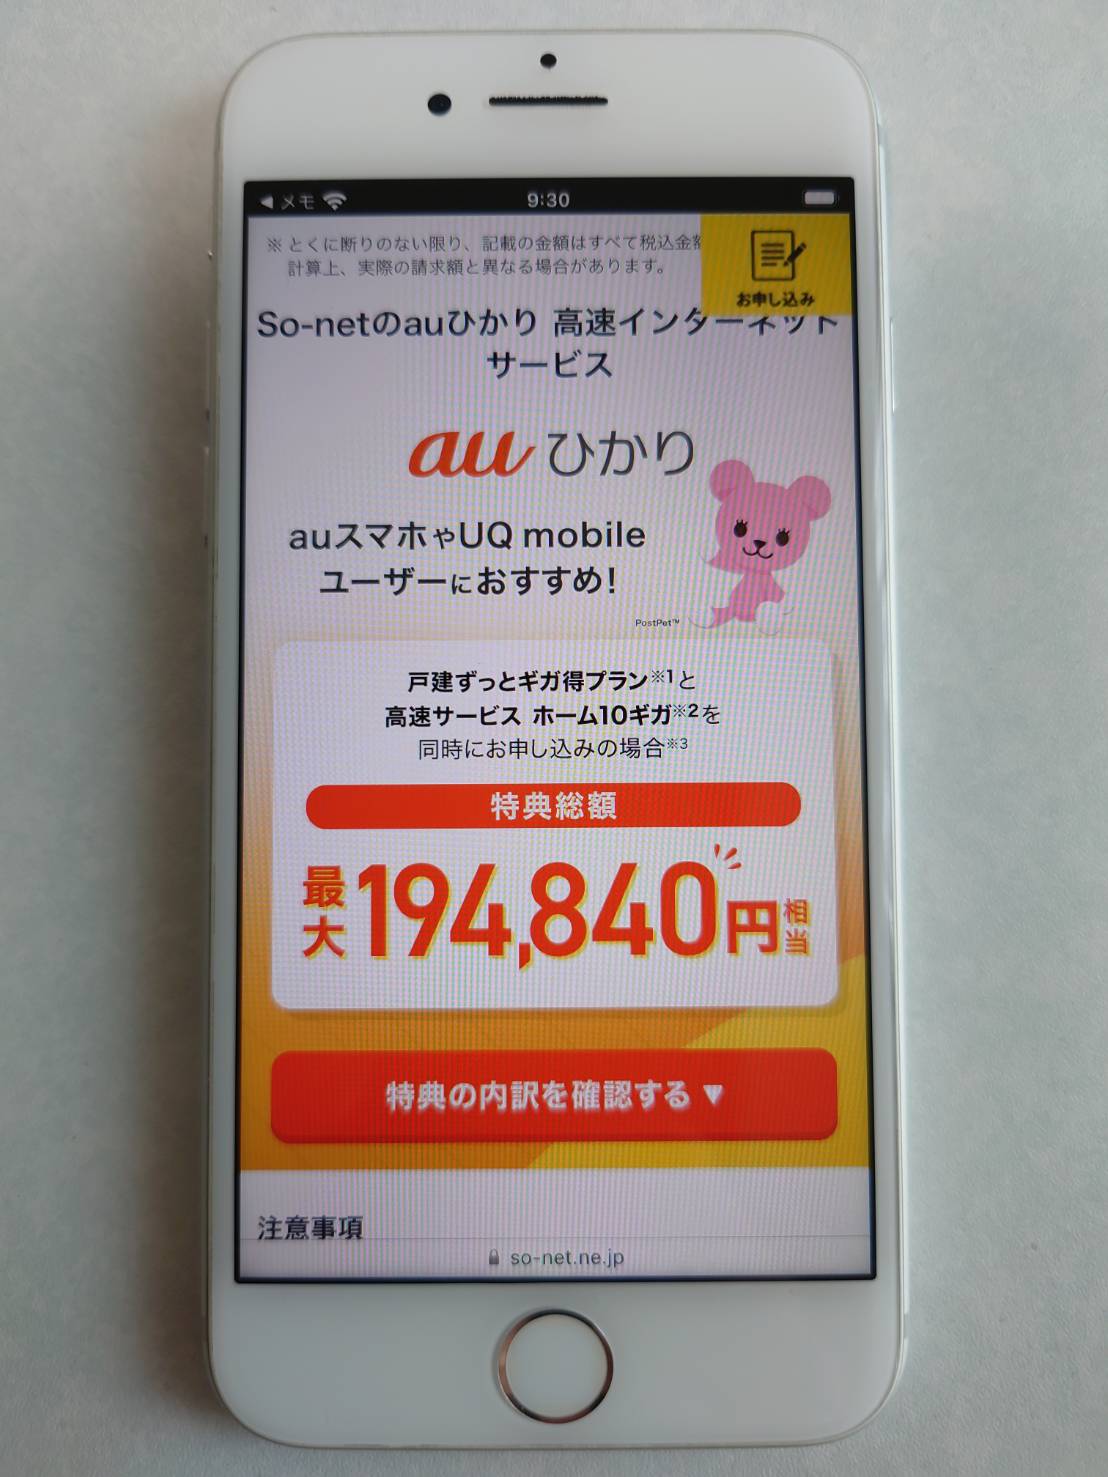 ◀ メモ
9:30
※ とくに断りのない限り、記載の金額はすべて税込金額
計算上、実際の請求額と異なる場合があります。
お申し込み
So-netのauひかり 高速インターネット
サービス
au ひかり
auスマホやUQ mobile
ユーザーにおすすめ!
PostPet™
戸建ずっとギガ得プラン※1と
高速サービス ホーム10ギガ※2を
同時にお申し込みの場合※3
特典総額
最大194,840円相当
特典の内訳を確認する ▼
注意事項
so-net.ne.jp